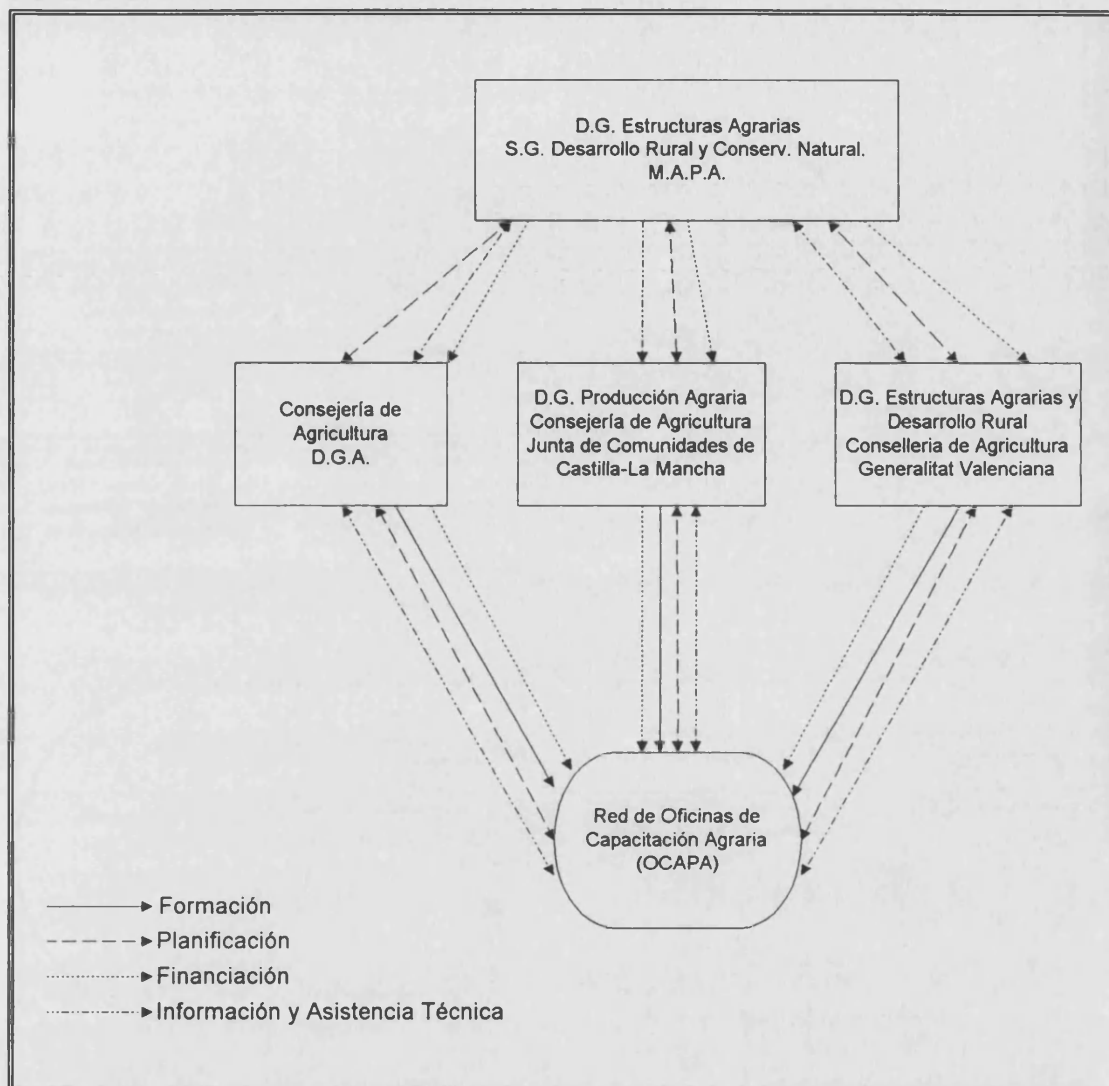 D.G. Estructuras Agrarias
S.G. Desarrollo Rural y Conserv. Natural.
M.A.P.A.
Consejería de
Agricultura
D.G.A.
D.G. Producción Agraria
Consejería de Agricultura
Junta de Comunidades de
Castilla-La Mancha
D.G. Estructuras Agrarias y
Desarrollo Rural
Conselleria de Agricultura
Generalitat Valenciana
Red de Oficinas de
Capacitación Agraria
(OCAPA)
Formación
Planificación
Financiación
Información y Asistencia Técnica